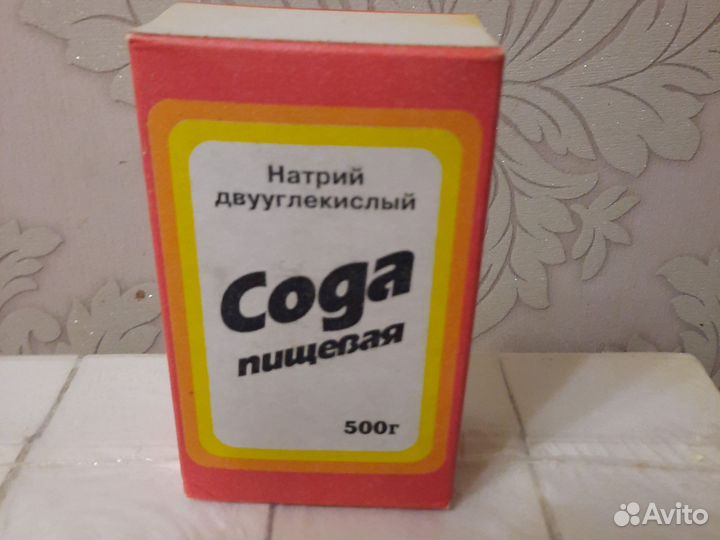 Натрий
двууглекислый
Сода
пищевая
500г
Avito